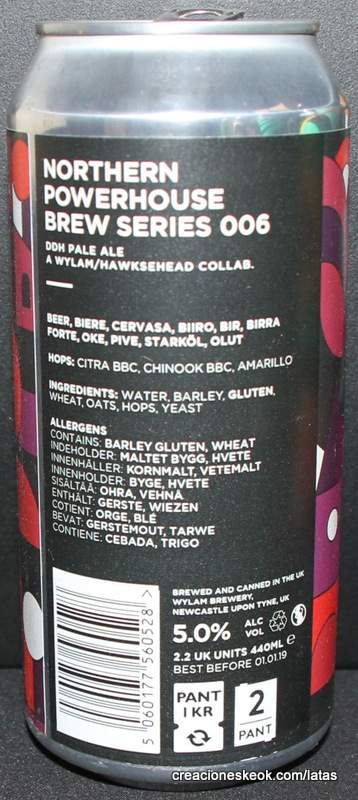 NORTHERN
POWERHOUSE
BREW SERIES 006
DDH PALE ALE
A WYLAM/HAWKSEHEAD COLLAB.
BEER, BIERE, CERVASA, BIIRO, BIR, BIRRA
FORTE, OKE, PIVE, STARKÖL, OLUT
HOPS: CITRA BBC, CHINOOK BBC, AMARILLO
INGREDIENTS: WATER, BARLEY, GLUTEN,
WHEAT, OATS, HOPS, YEAST
ALLERGENS
CONTAINS: BARLEY GLUTEN, WHEAT
INDEHOLDER: MALTET BYGG, HVETE
INNENHÄLLER: KORNMALT, VETEMALT
INNENHOLDER: BYGE, HVETE
SISÄLTÄÄ: OHRA, VEHNÄ
ENTHÄLT: GERSTE, WIEZEN
COTIENT: ORGE, BLÉ
BEVAT: GERSTEMOUT, TARWE
CONTIENE: CEBADA, TRIGO
5 060177 560528 >
BREWED AND CANNED IN THE UK
WYLAM BREWERY,
NEWCASTLE UPON TYNE, UK
5.0% ALC VOL
2.2 UK UNITS 440ML e
BEST BEFORE 01.01.19
PANT
1 KR
2
PANT
creacioneskeok.com/latas